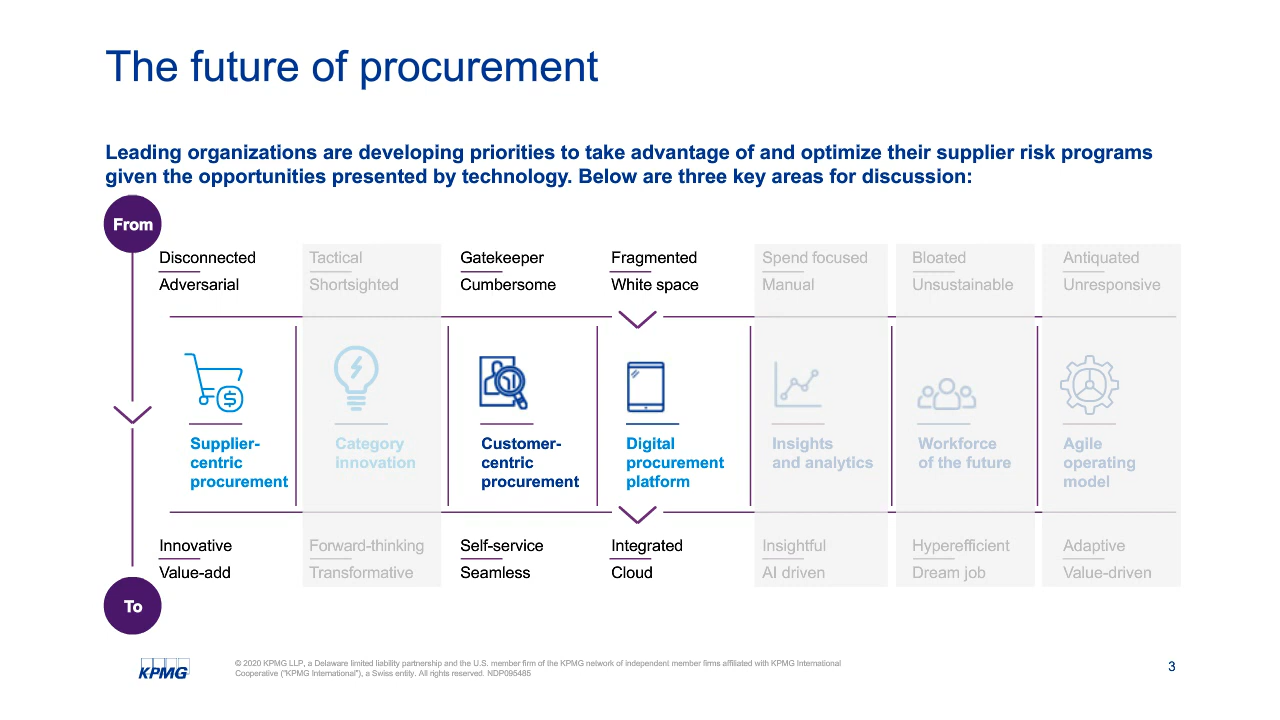 The future of procurement
Leading organizations are developing priorities to take advantage of and optimize their supplier risk programs
given the opportunities presented by technology. Below are three key areas for discussion:
From
Disconnected
Adversarial
Tactical
Shortsighted
Gatekeeper
Cumbersome
Fragmented
White space
Spend focused
Manual
Bloated
Unsustainable
Antiquated
Unresponsive
Supplier-
centric
procurement
Category
innovation
Customer-
centric
procurement
Digital
procurement
platform
Insights
and analytics
Workforce
of the future
Agile
operating
model
Innovative
Value-add
Forward-thinking
Transformative
Self-service
Seamless
Integrated
Cloud
Insightful
AI driven
Hyperefficient
Dream job
Adaptive
Value-driven
To
KPMG
© 2020 KPMG LLP, a Delaware limited liability partnership and the U.S. member firm of the KPMG network of independent member firms affiliated with KPMG International
Cooperative ("KPMG International"), a Swiss entity. All rights reserved. NDP095485
3